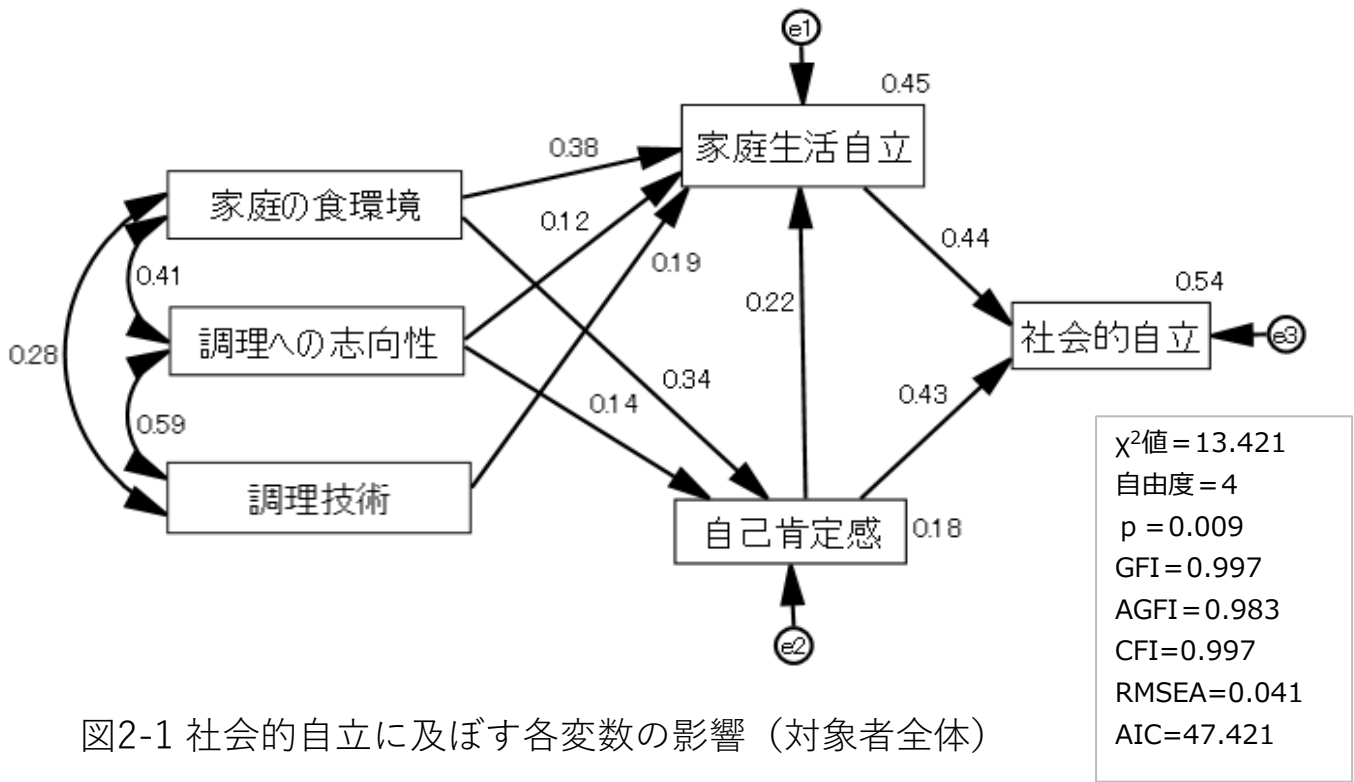 e1
0.45
家庭生活自立
0.38
家庭の食環境
0.12
0.44
0.19
0.41
0.54
0.22
調理への志向性
社会的自立
e3
0.28
0.34
0.14
0.43
0.59
調理技術
自己肯定感
0.18
e2
χ²値＝13.421
自由度＝4
ｐ＝0.009
GFI＝0.997
AGFI＝0.983
CFI=0.997
RMSEA=0.041
AIC=47.421
図2-1 社会的自立に及ぼす各変数の影響（対象者全体）